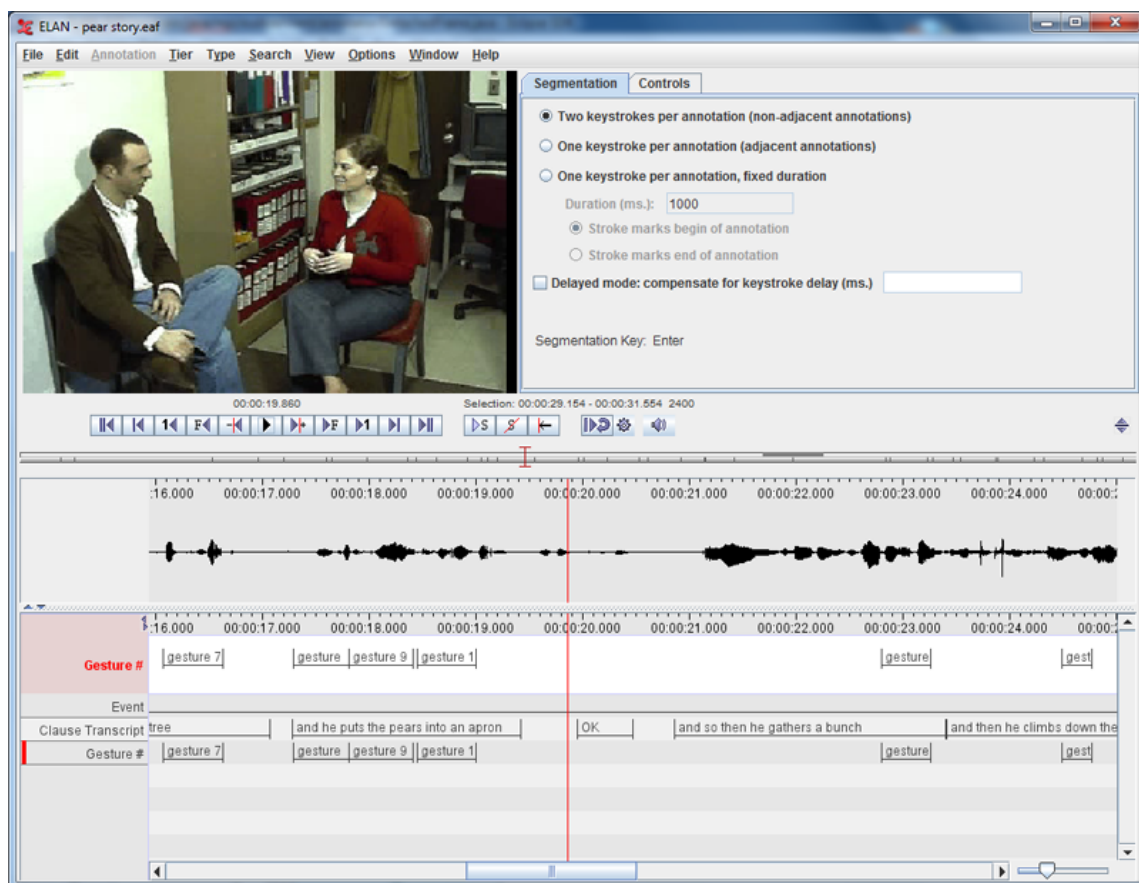 ELAN - pear story.eaf
File Edit Annotation Tier Type Search View Options Window Help
Segmentation Controls
Two keystrokes per annotation (non-adjacent annotations)
One keystroke per annotation (adjacent annotations)
One keystroke per annotation, fixed duration
Duration (ms.): 1000
Stroke marks begin of annotation
Stroke marks end of annotation
Delayed mode: compensate for keystroke delay (ms.)
Segmentation Key: Enter
00:00:19.860 Selection: 00:00:29.154 - 00:00:31.554 2400
1 F F 1 S S
:16.000 00:00:17.000 00:00:18.000 00:00:19.000 00:00:20.000 00:00:21.000 00:00:22.000 00:00:23.000 00:00:24.000 00:00:
:16.000 00:00:17.000 00:00:18.000 00:00:19.000 00:00:20.000 00:00:21.000 00:00:22.000 00:00:23.000 00:00:24.000 00:00:
Gesture # gesture 7 gesture gesture 9 gesture 1 gesture gest
Event
Clause Transcript tree and he puts the pears into an apron OK and so then he gathers a bunch and then he climbs down the
Gesture # gesture 7 gesture gesture 9 gesture 1 gesture gest